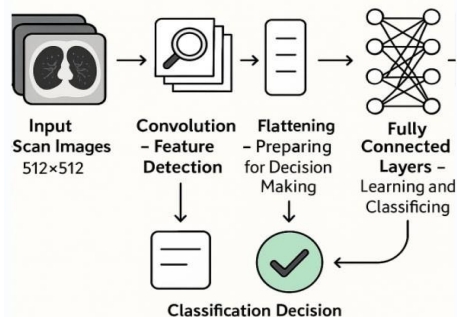 Input
Scan Images
512×512
Convolution
– Feature
Detection
Flattening
– Preparing
for Decision
Making
Fully
Connected
Layers –
Learning and
Classificing
Classification Decision